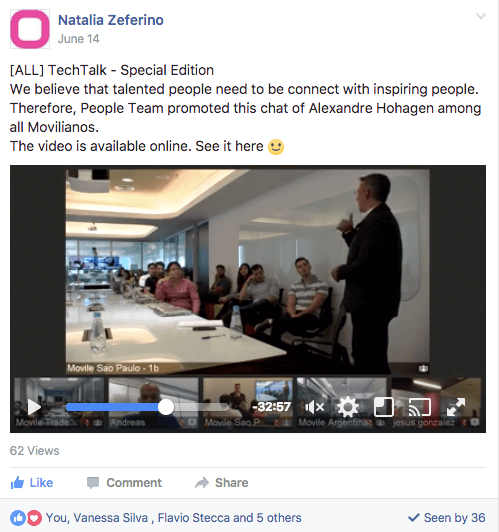 Natalia Zeferino
June 14
[ALL] TechTalk - Special Edition
We believe that talented people need to be connect with inspiring people.
Therefore, People Team promoted this chat of Alexandre Hohagen among
all Movilianos.
The video is available online. See it here
Movile Sao Paulo - 1b
-32:57
Movile Trade Andreas Movile Sao P Movile Argentina jesus gonzalez
62 Views
Like Comment Share
You, Vanessa Silva , Flavio Stecca and 5 others Seen by 36